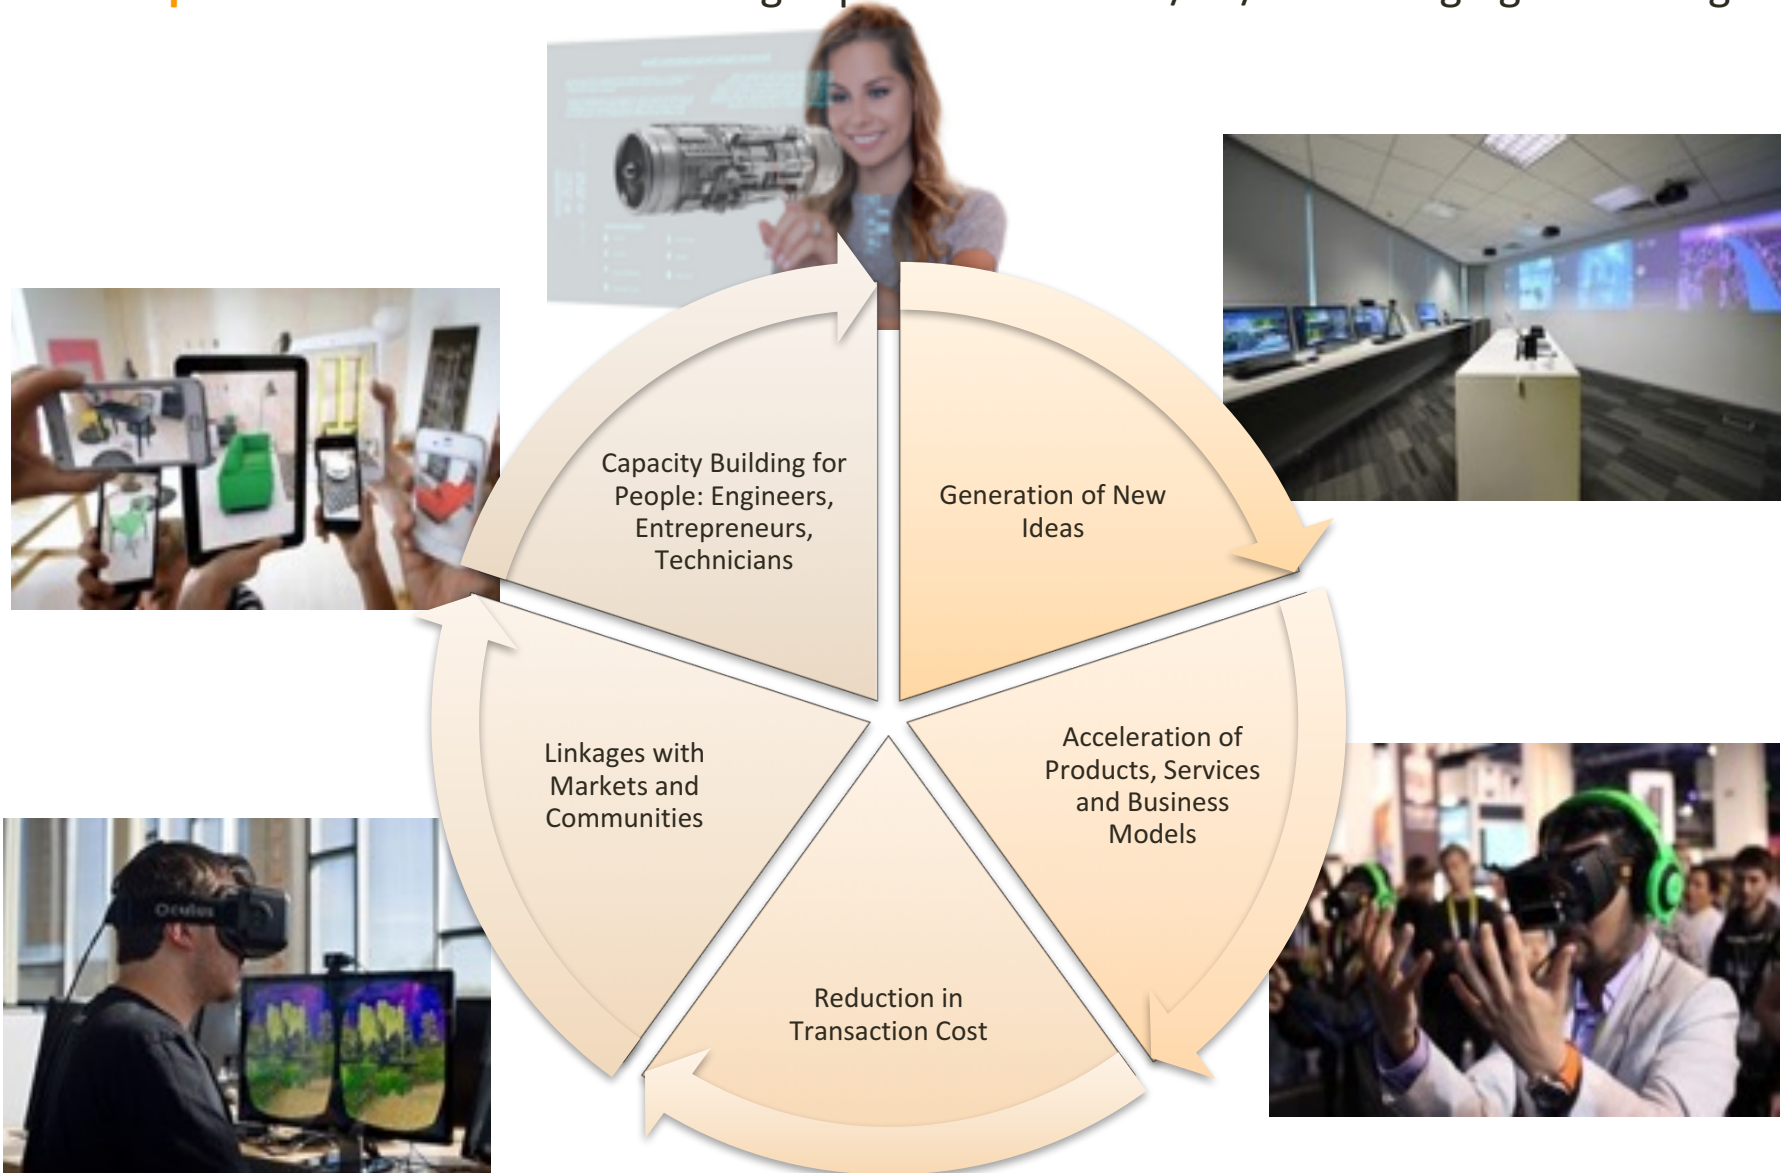 Generation of New
Ideas
Acceleration of
Products, Services
and Business
Models
Reduction in
Transaction Cost
Linkages with
Markets and
Communities
Capacity Building for
People: Engineers,
Entrepreneurs,
Technicians
Oculus